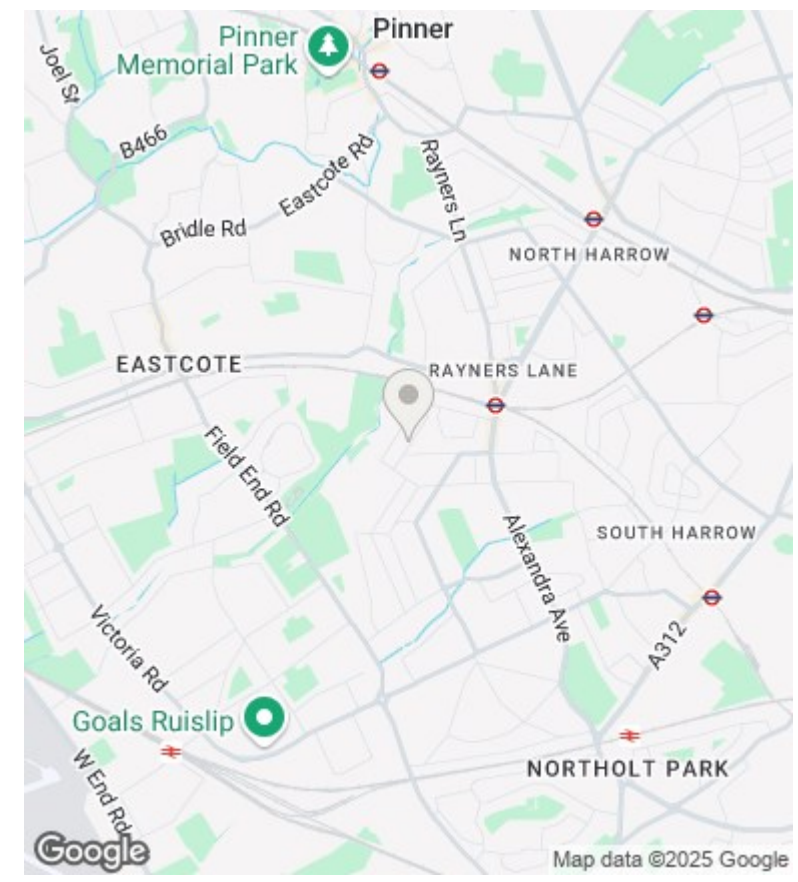 Pinner
Pinner
Memorial Park
Joel St
B466
Eastcote Rd
Rayners Ln
Bridle Rd
NORTH HARROW
EASTCOTE
RAYNERS LANE
Field End Rd
Alexandra Ave
SOUTH HARROW
Victoria Rd
A312
Goals Ruislip
W End Rd
NORTHOLT PARK
Google
Map data ©2025 Google